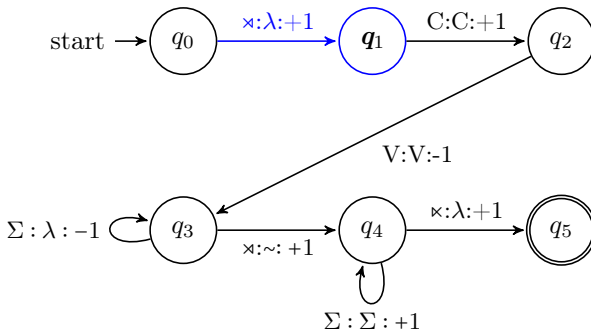 ⋊:λ:+1 C:C:+1
start q₀ q₁ q₂
V:V:-1
Σ : λ : −1 q₃ ⋊:~: +1 q₄ ⋉:λ:+1 q₅
Σ : Σ : +1